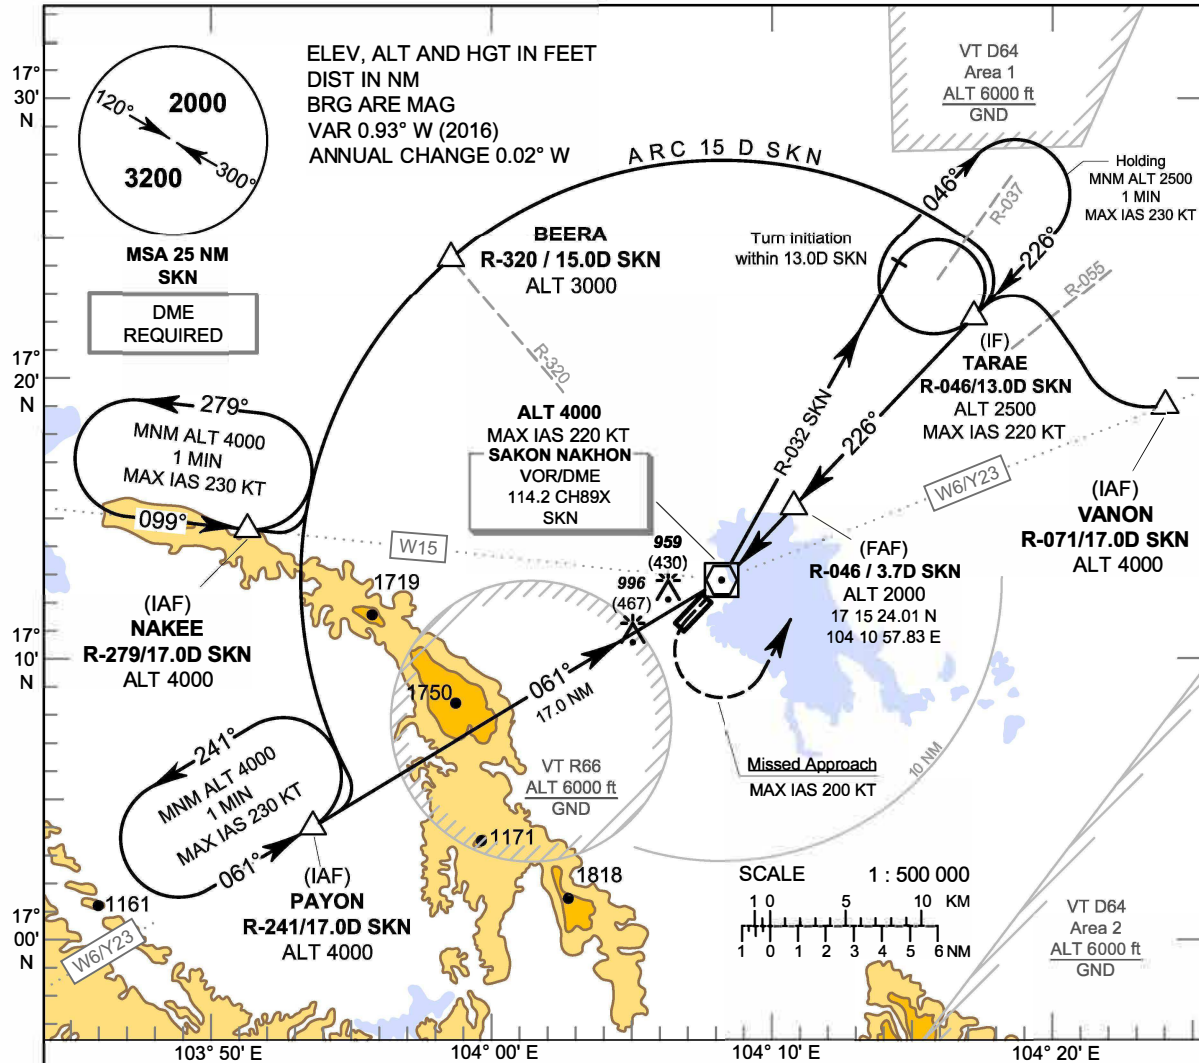 ELEV, ALT AND HGT IN FEET
DIST IN NM
BRG ARE MAG
VAR 0.93° W (2016)
ANNUAL CHANGE 0.02° W
17°
30'
N
120°
2000
3200
300°
MSA 25 NM
SKN
DME
REQUIRED
ARC 15 D SKN
VT D64
Area 1
ALT 6000 ft
GND
Holding
MNM ALT 2500
1 MIN
MAX IAS 230 KT
046°
R-037
226°
R-055
Turn initiation
within 13.0D SKN
BEERA
R-320 / 15.0D SKN
ALT 3000
R-320
17°
20'
N
(IF)
TARAE
R-046/13.0D SKN
ALT 2500
MAX IAS 220 KT
R-032 SKN
226°
279°
MNM ALT 4000
1 MIN
MAX IAS 230 KT
099°
ALT 4000
MAX IAS 220 KT
SAKON NAKHON
VOR/DME
114.2 CH89X
SKN
W6/Y23
(IAF)
VANON
R-071/17.0D SKN
ALT 4000
W15
959
(430)
996
(467)
(FAF)
R-046 / 3.7D SKN
ALT 2000
17 15 24.01 N
104 10 57.83 E
1719
(IAF)
NAKEE
R-279/17.0D SKN
ALT 4000
17°
10'
N
1750
061°
17.0 NM
241°
MNM ALT 4000
1 MIN
MAX IAS 230 KT
061°
VT R66
ALT 6000 ft
GND
Missed Approach
MAX IAS 200 KT
10 NM
1171
1818
1161
(IAF)
PAYON
R-241/17.0D SKN
ALT 4000
W6/Y23
17°
00'
N
SCALE 1 : 500 000
1 0 5 10 KM
1 0 1 2 3 4 5 6 NM
VT D64
Area 2
ALT 6000 ft
GND
103° 50' E
104° 00' E
104° 10' E
104° 20' E